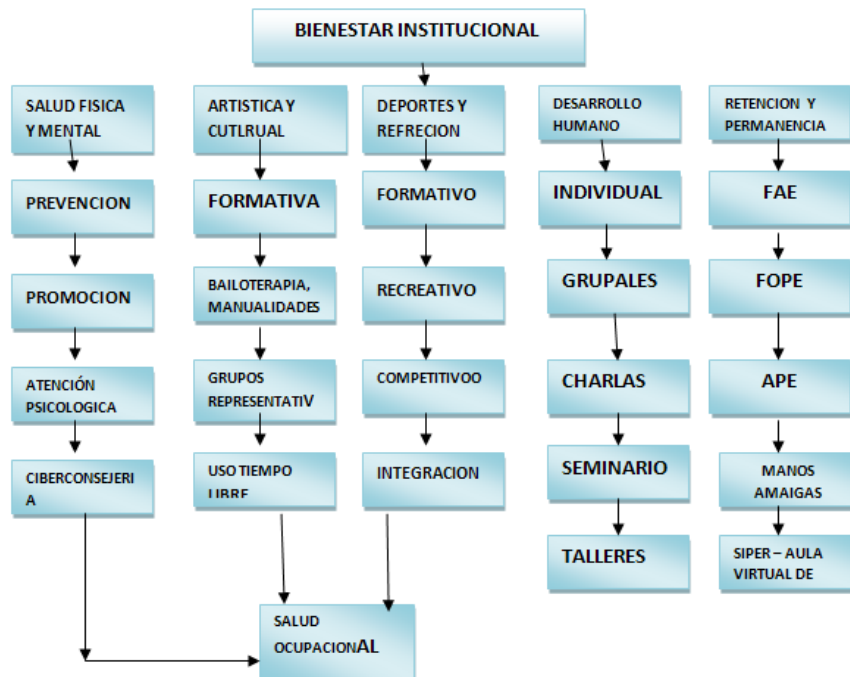 BIENESTAR INSTITUCIONAL
SALUD FISICA
Y MENTAL
PREVENCION
PROMOCION
ATENCIÓN
PSICOLOGICA
CIBERCONSEJERI
A
ARTISTICA Y
CUTLRUAL
FORMATIVA
BAILOTERAPIA,
MANUALIDADES
GRUPOS
REPRESENTATIV
USO TIEMPO
LIBRE
DEPORTES Y
REFRECION
FORMATIVO
RECREATIVO
COMPETITIVOO
INTEGRACION
SALUD
OCUPACIONAL
DESARROLLO
HUMANO
INDIVIDUAL
GRUPALES
CHARLAS
SEMINARIO
TALLERES
RETENCION Y
PERMANENCIA
FAE
FOPE
APE
MANOS
AMAIGAS
SIPER – AULA
VIRTUAL DE